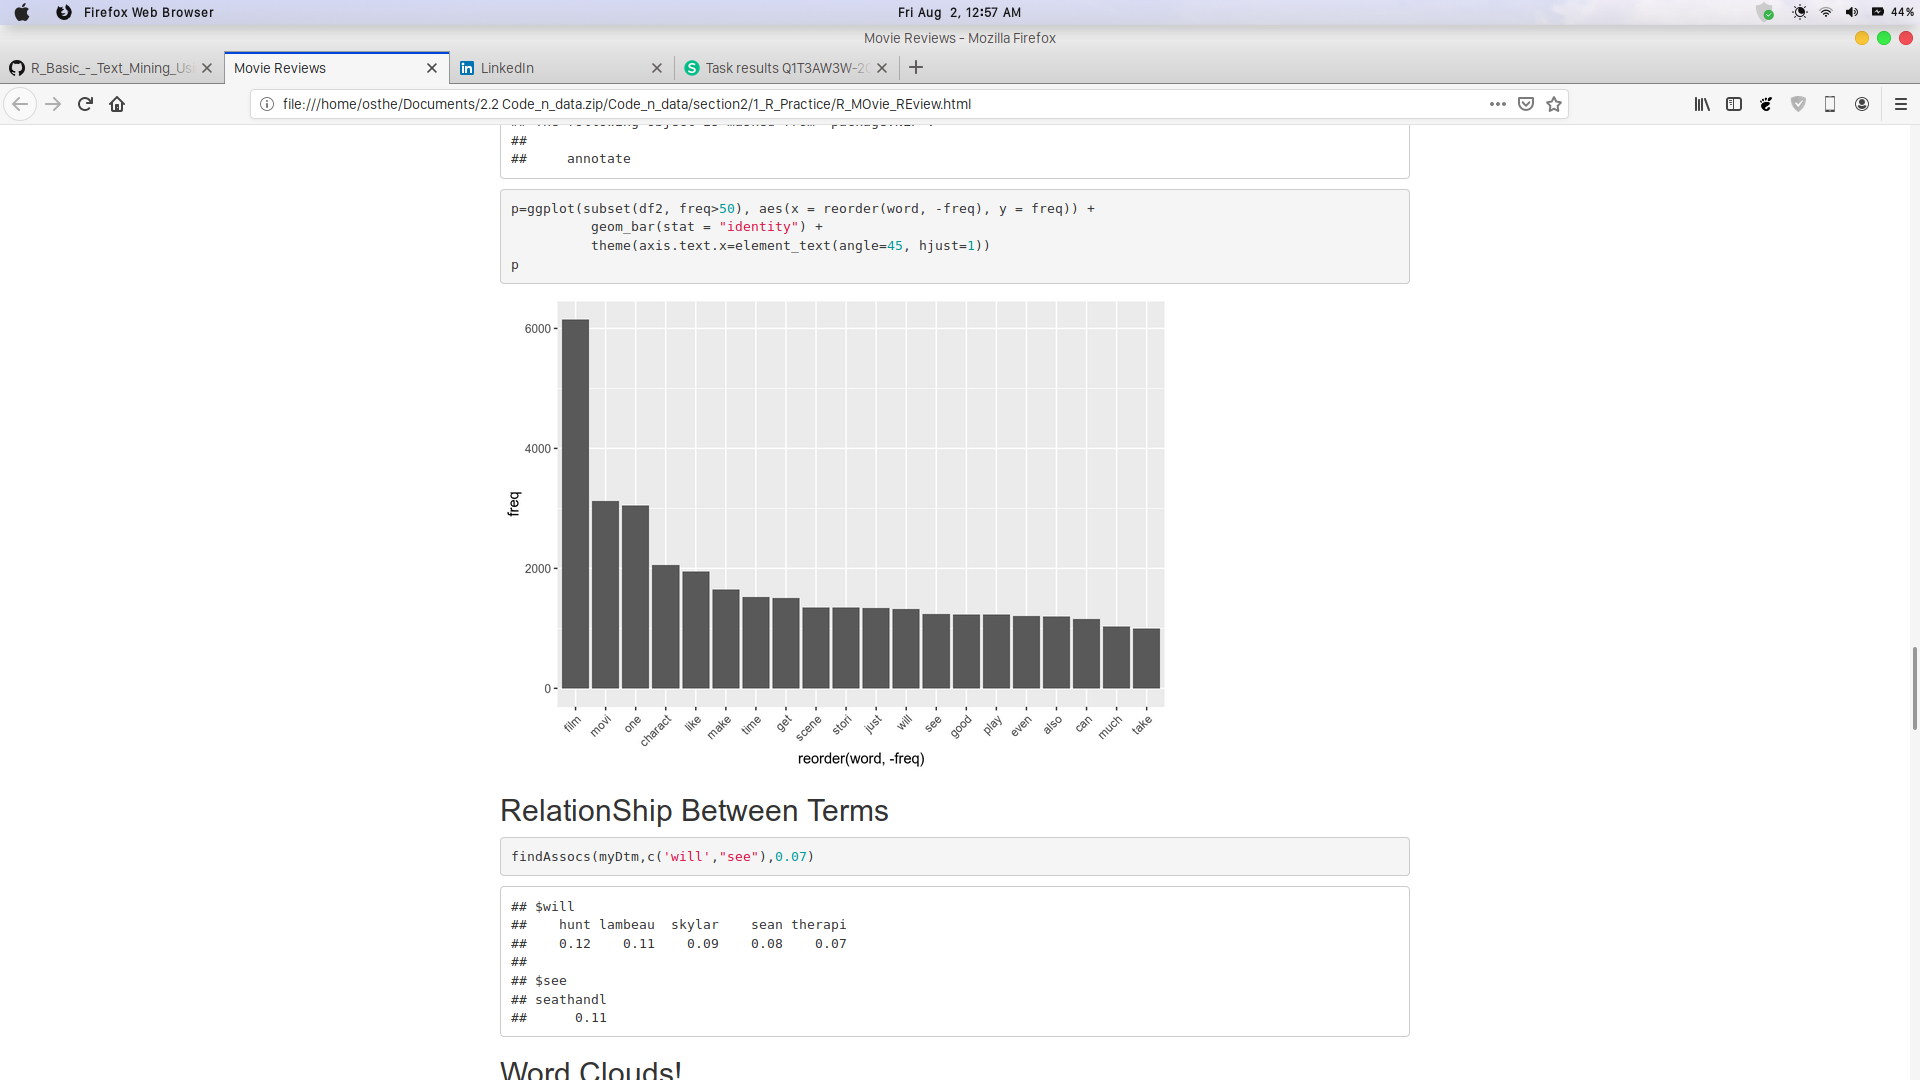 Firefox Web Browser
Fri Aug 2, 12:57 AM
44%
Movie Reviews - Mozilla Firefox
R_Basic_-_Text_Mining_Us
Movie Reviews
LinkedIn
Task results Q1T3AW3W-20
file:///home/osthe/Documents/2.2 Code_n_data.zip/Code_n_data/section2/1_R_Practice/R_MOvie_REview.html
##
##     annotate
p=ggplot(subset(df2, freq>50), aes(x = reorder(word, -freq), y = freq)) +
          geom_bar(stat = "identity") +
          theme(axis.text.x=element_text(angle=45, hjust=1))
p
6000
4000
2000
0
freq
film movi one charact like make time get scene stori just will see good play even also can much take
reorder(word, -freq)
RelationShip Between Terms
findAssocs(myDtm,c('will',"see"),0.07)
## $will
##    hunt lambeau  skylar    sean therapi
##    0.12    0.11    0.09    0.08    0.07
##
## $see
## seathandl
##      0.11
Word Clouds!